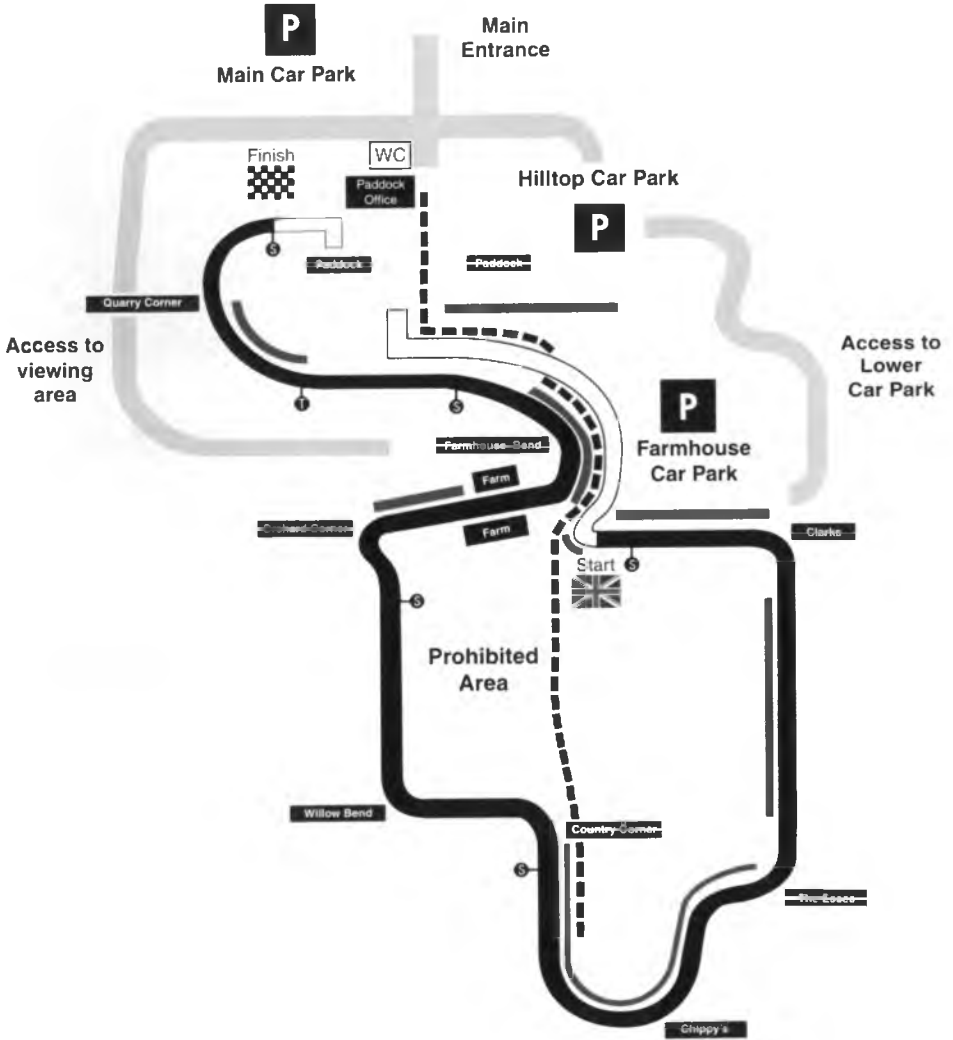 P
Main
Entrance
Main Car Park
Finish
WC
Paddock
Office
Hilltop Car Park
P
S
Paddock
Paddock
Quarry Corner
Access to
viewing
area
Access to
Lower
Car Park
P
T
S
Farmhouse Bend
Farmhouse
Car Park
Farm
Farm
Orchard Corner
Clarks
Start
S
S
Prohibited
Area
Willow Bend
Country Corner
S
The Esses
Chippy's